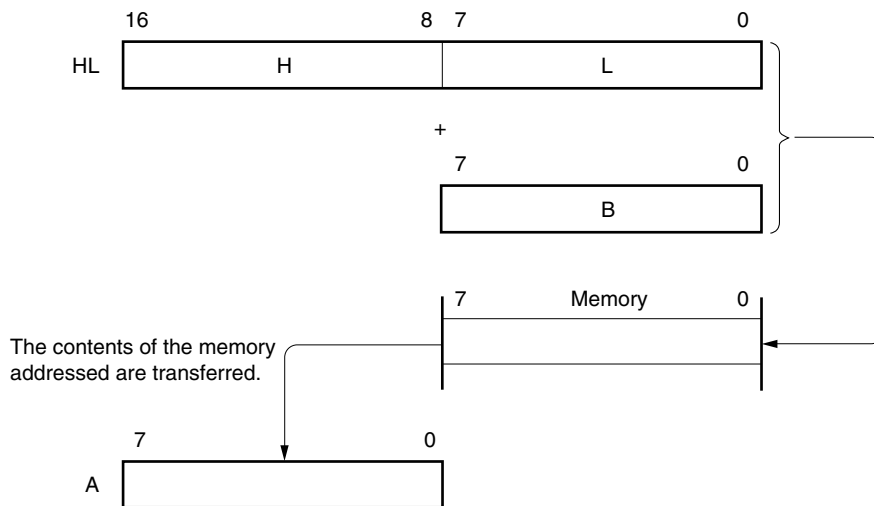 16 8 7 0
HL H L
+
7 0
B
7 Memory 0
The contents of the memory
addressed are transferred.
7 0
A